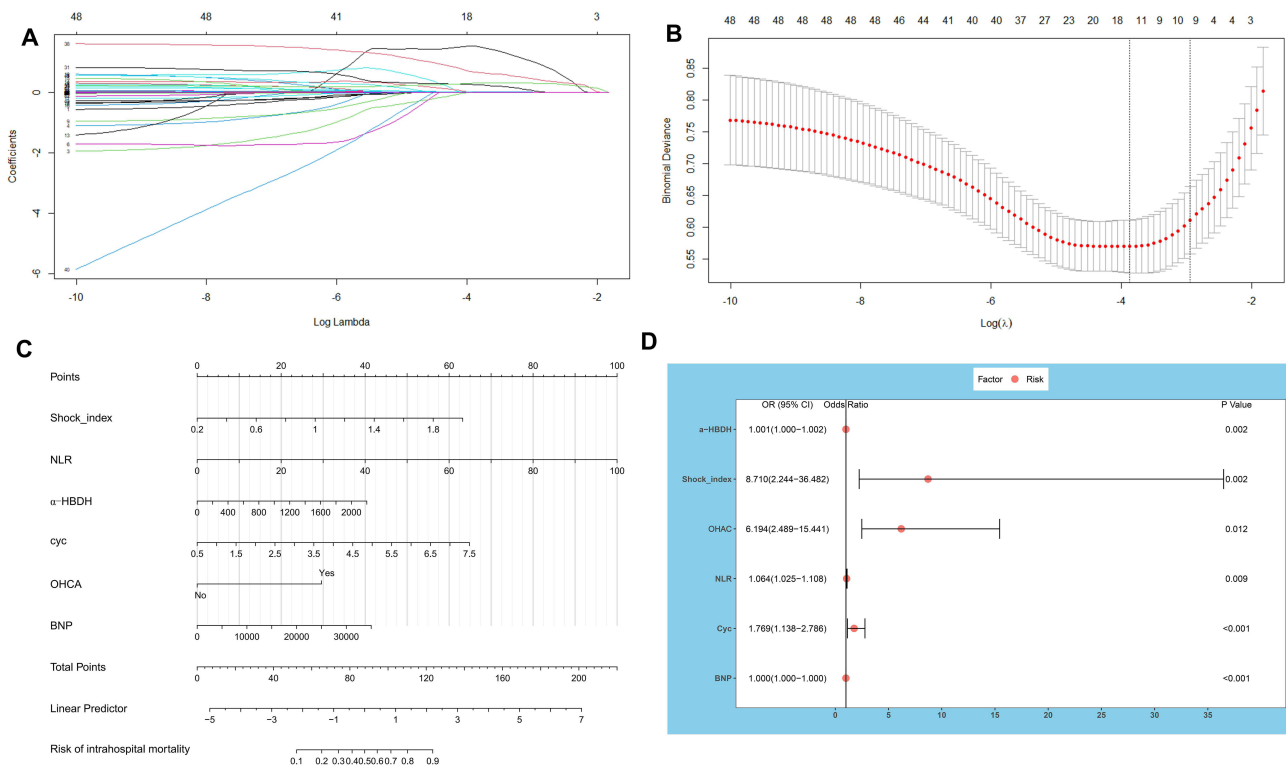 A
48 48 41 18 3
38
31
13
6
3
40
0
-2
-4
-6
Coefficients
-10 -8 -6 -4 -2
Log Lambda
B
48 48 48 48 48 48 48 46 44 41 40 40 37 27 23 20 18 11 9 10 9 4 4 3
0.85
0.80
0.75
0.70
0.65
0.60
0.55
Binomial Deviance
-10 -8 -6 -4 -2
Log(λ)
C
0 20 40 60 80 100
Points
Shock_index
0.2 0.6 1 1.4 1.8
NLR
0 20 40 60 80 100
α−HBDH
0 400 800 1200 1600 2000
cyc
0.5 1.5 2.5 3.5 4.5 5.5 6.5 7.5
Yes
OHCA
No
BNP
0 10000 20000 30000
Total Points
0 40 80 120 160 200
Linear Predictor
−5 −3 −1 1 3 5 7
Risk of intrahospital mortality
0.1 0.2 0.3 0.4 0.5 0.6 0.7 0.8 0.9
D
Factor Risk
OR (95% CI) Odds Ratio P Value
a−HBDH 1.001(1.000−1.002) 0.002
Shock_index 8.710(2.244−36.482) 0.002
OHAC 6.194(2.489−15.441) 0.012
NLR 1.064(1.025−1.108) 0.009
Cyc 1.769(1.138−2.786) <0.001
BNP 1.000(1.000−1.000) <0.001
0 5 10 15 20 25 30 35